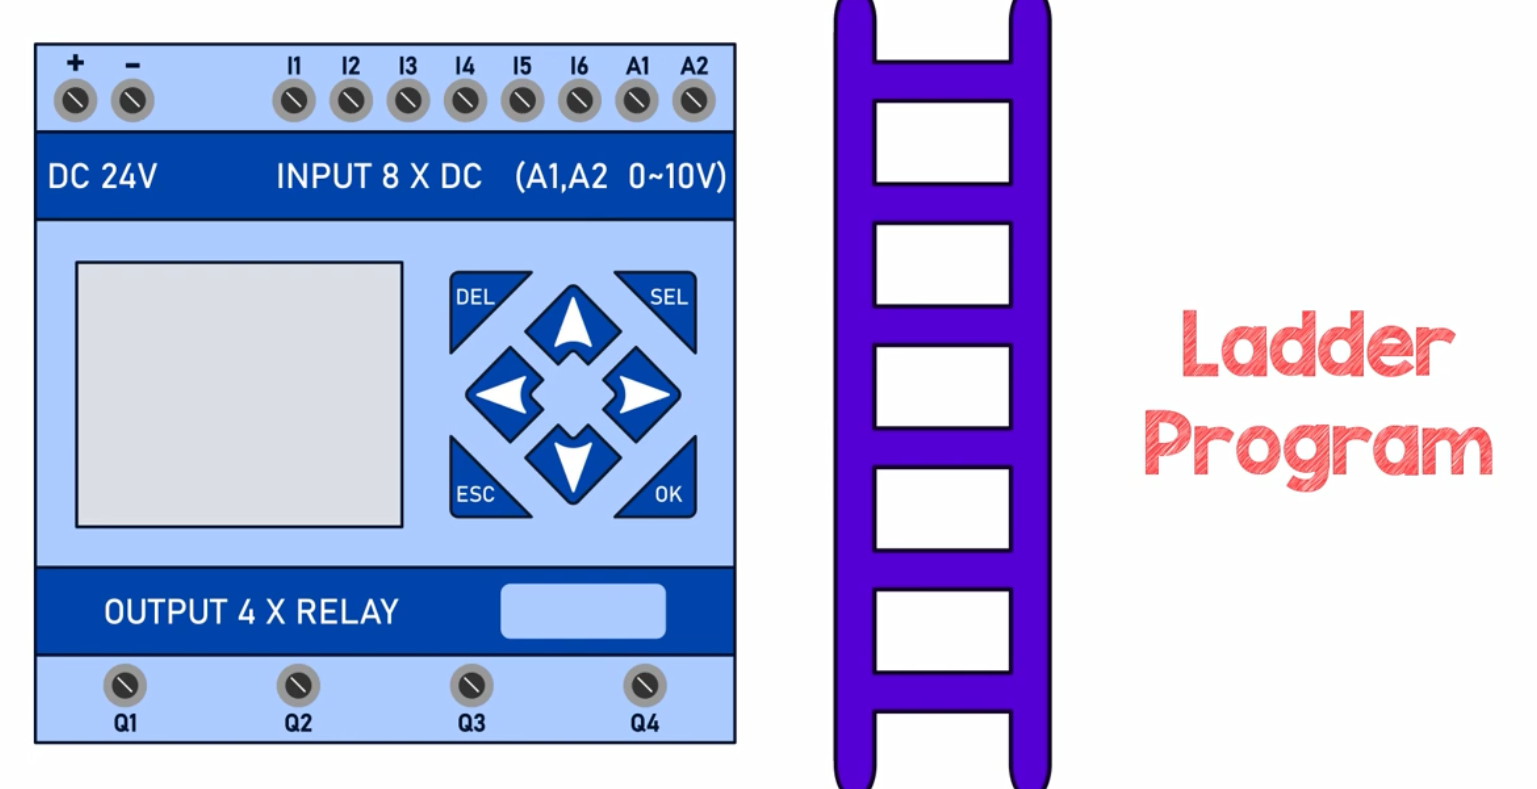 + − I1 I2 I3 I4 I5 I6 A1 A2
DC 24V INPUT 8 X DC (A1,A2 0~10V)
DEL SEL
ESC OK
Ladder
Program
OUTPUT 4 X RELAY
Q1 Q2 Q3 Q4